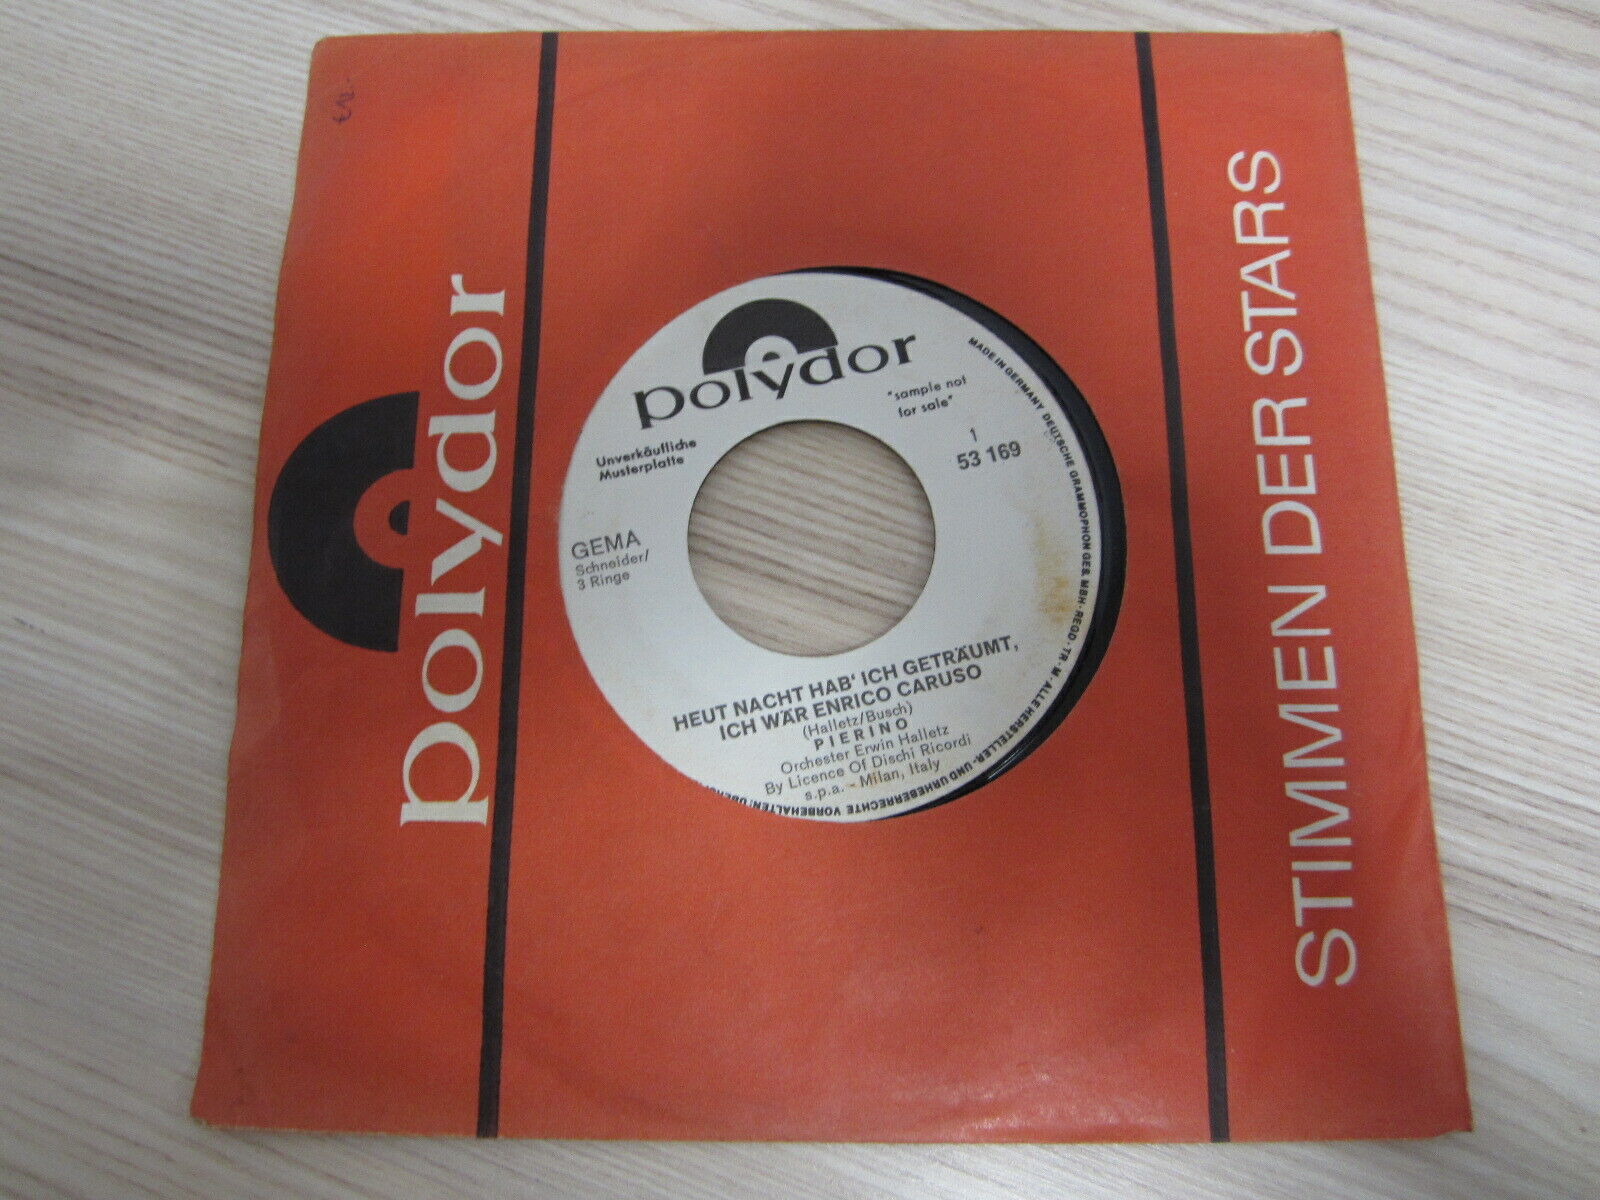 polydor
STIMMEN DER STARS
polydor
"sample not
for sale"
Unverkäufliche
Musterplatte
1
53 169
GEMA
Schneider/
3 Ringe
HEUT NACHT HAB' ICH GETRÄUMT,
ICH WÄR ENRICO CARUSO
(Halletz/Busch)
PIERINO
Orchester Erwin Halletz
By Licence Of Dischi Ricordi
s.p.a. - Milan, Italy
MADE IN GERMANY DEUTSCHE GRAMMOPHON GES. MBH · REGD · TR · M · ALLE HERSTELLER- UND URHEBERRECHTE VORBEHALTEN!